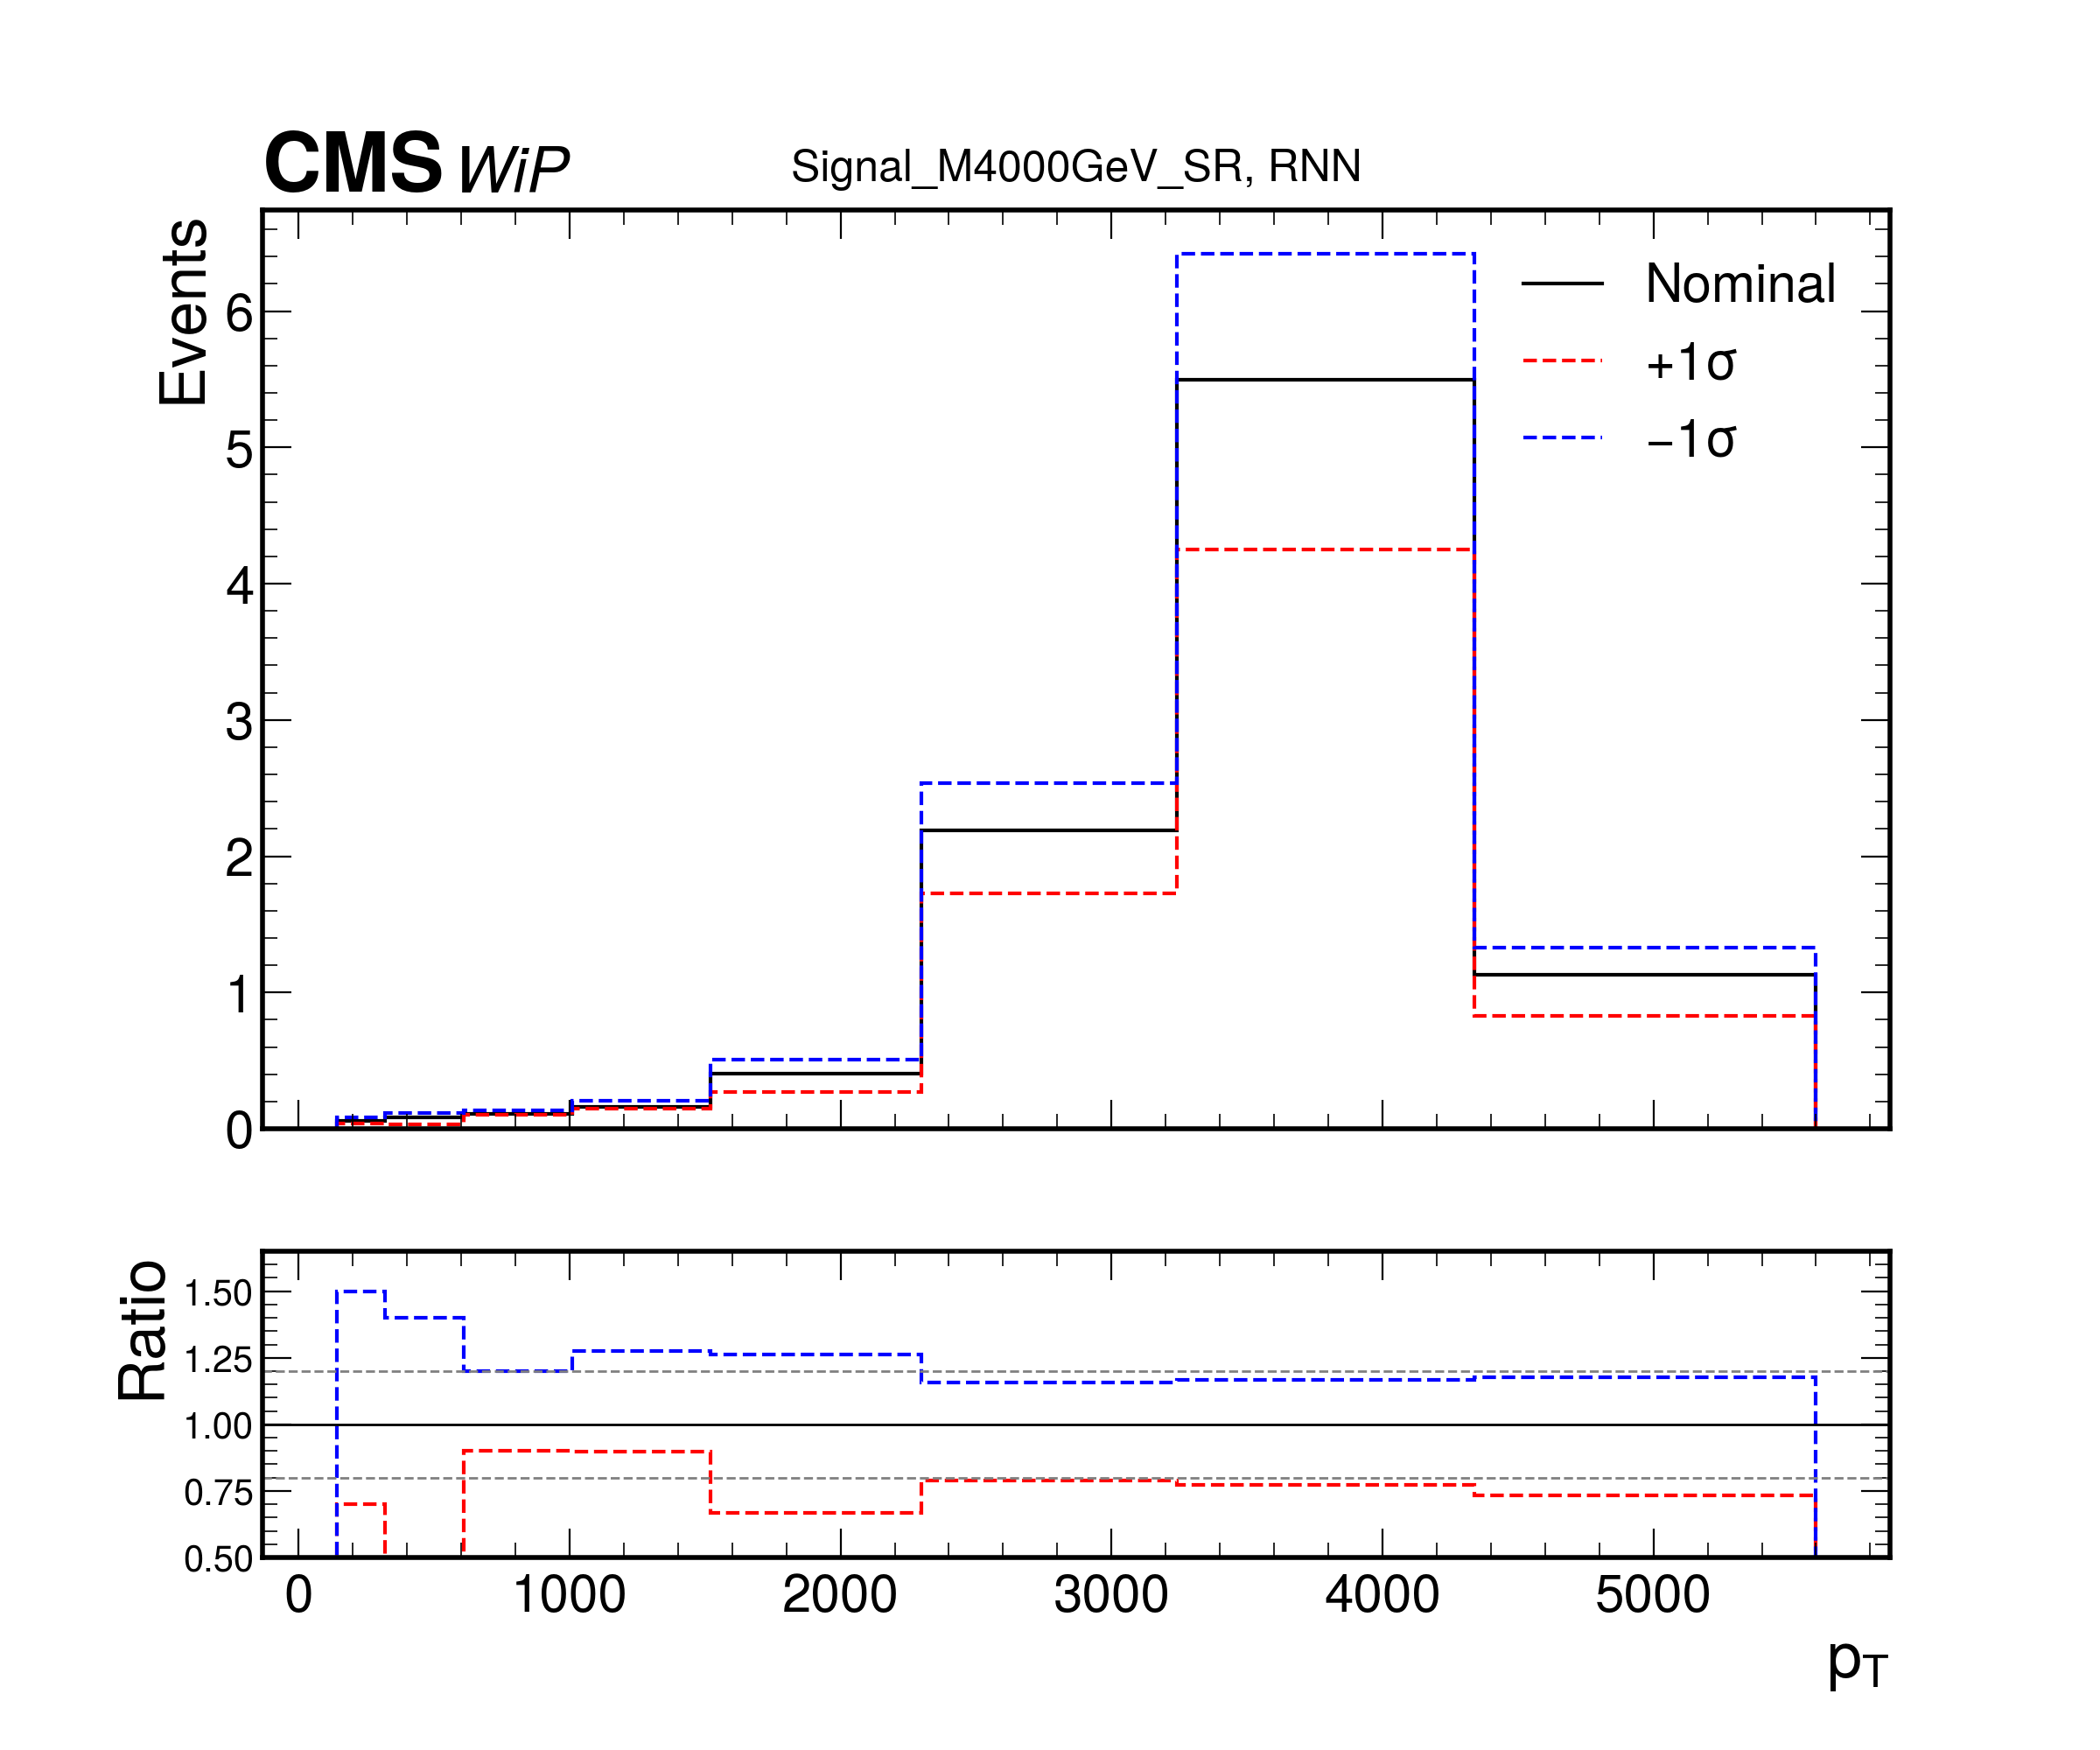 CMS WiP
Signal_M4000GeV_SR, RNN
Events
6
5
4
3
2
1
0
Nominal
+1σ
−1σ
Ratio
1.50
1.25
1.00
0.75
0.50
0 1000 2000 3000 4000 5000
pT